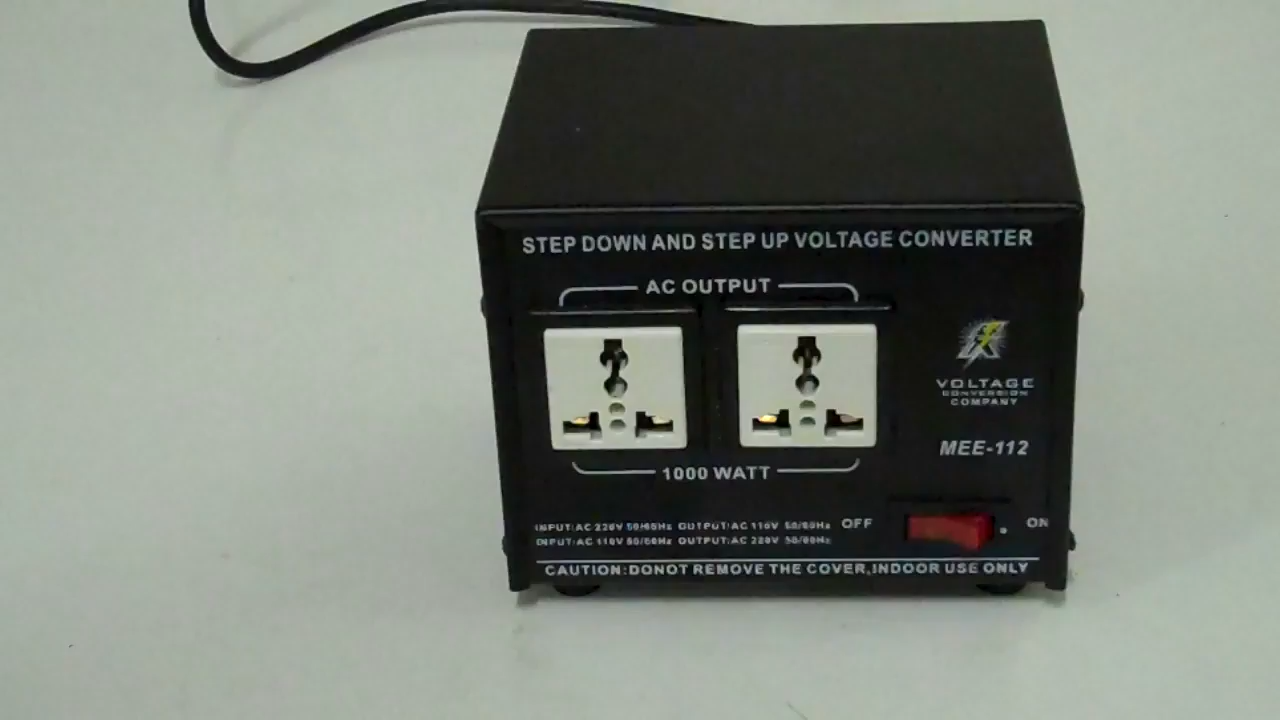 STEP DOWN AND STEP UP VOLTAGE CONVERTER
AC OUTPUT
VOLTAGE
CONVERSION
COMPANY
MEE-112
1000 WATT
INPUT:AC 220V 50/60Hz OUTPUT:AC 110V 50/60Hz
INPUT:AC 110V 50/60Hz OUTPUT:AC 220V 50/60Hz
OFF
ON
CAUTION:DONOT REMOVE THE COVER,INDOOR USE ONLY